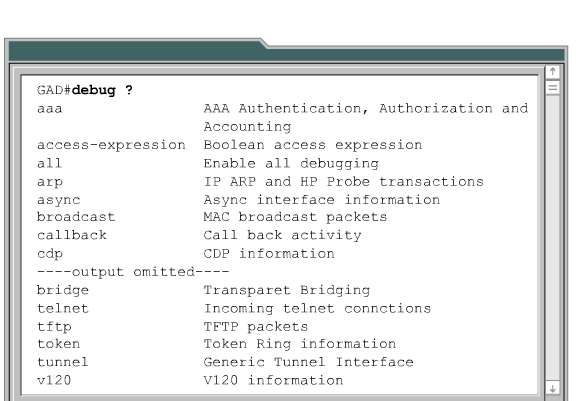 GAD#debug ?
aaa AAA Authentication, Authorization and
Accounting
access-expression Boolean access expression
all Enable all debugging
arp IP ARP and HP Probe transactions
async Async interface information
broadcast MAC broadcast packets
callback Call back activity
cdp CDP information
----output omitted----
bridge Transparet Bridging
telnet Incoming telnet connctions
tftp TFTP packets
token Token Ring information
tunnel Generic Tunnel Interface
v120 V120 information